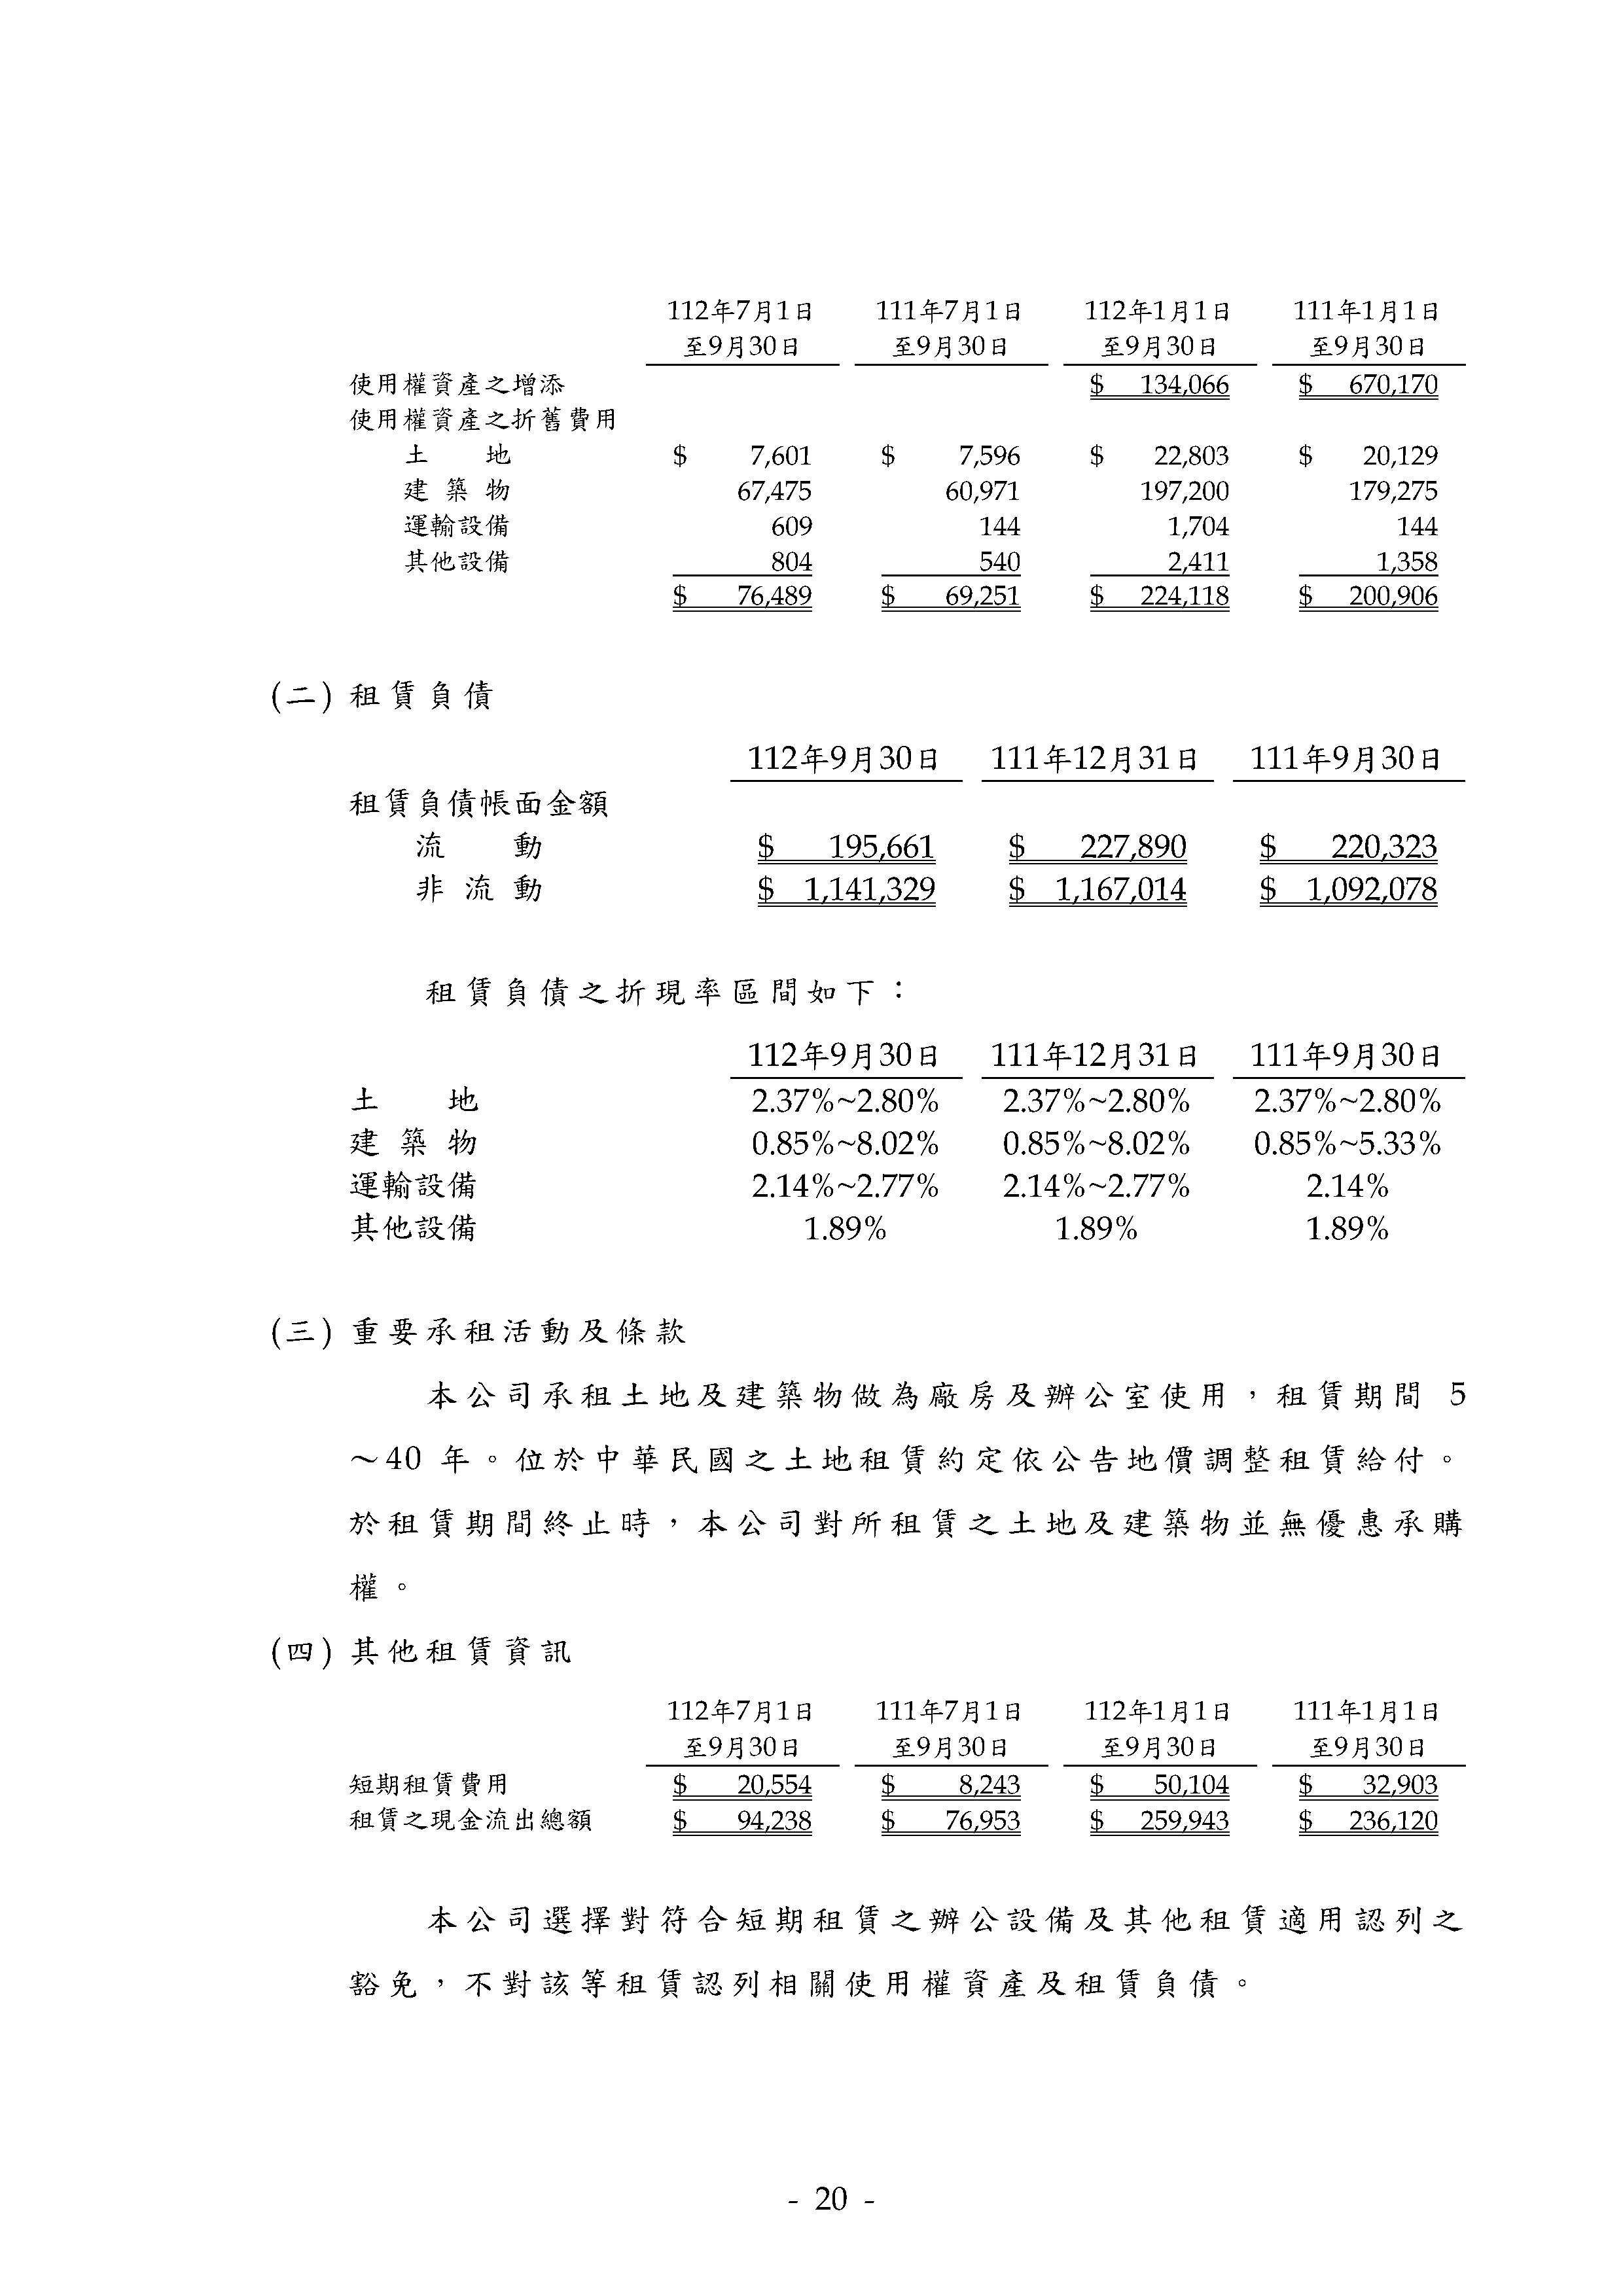 112年7月1日 111年7月1日 112年1月1日 111年1月1日
至9月30日 至9月30日 至9月30日 至9月30日
使用權資產之增添 $ 134,066 $ 670,170
使用權資產之折舊費用
土 地 $ 7,601 $ 7,596 $ 22,803 $ 20,129
建 築 物 67,475 60,971 197,200 179,275
運輸設備 609 144 1,704 144
其他設備 804 540 2,411 1,358
$ 76,489 $ 69,251 $ 224,118 $ 200,906
(二) 租賃負債
112年9月30日 111年12月31日 111年9月30日
租賃負債帳面金額
流 動 $ 195,661 $ 227,890 $ 220,323
非 流 動 $ 1,141,329 $ 1,167,014 $ 1,092,078
租賃負債之折現率區間如下：
112年9月30日 111年12月31日 111年9月30日
土 地 2.37%~2.80% 2.37%~2.80% 2.37%~2.80%
建 築 物 0.85%~8.02% 0.85%~8.02% 0.85%~5.33%
運輸設備 2.14%~2.77% 2.14%~2.77% 2.14%
其他設備 1.89% 1.89% 1.89%
(三) 重要承租活動及條款
本公司承租土地及建築物做為廠房及辦公室使用，租賃期間 5
～40 年。位於中華民國之土地租賃約定依公告地價調整租賃給付。
於租賃期間終止時，本公司對所租賃之土地及建築物並無優惠承購
權。
(四) 其他租賃資訊
112年7月1日 111年7月1日 112年1月1日 111年1月1日
至9月30日 至9月30日 至9月30日 至9月30日
短期租賃費用 $ 20,554 $ 8,243 $ 50,104 $ 32,903
租賃之現金流出總額 $ 94,238 $ 76,953 $ 259,943 $ 236,120
本公司選擇對符合短期租賃之辦公設備及其他租賃適用認列之
豁免，不對該等租賃認列相關使用權資產及租賃負債。
- 20 -